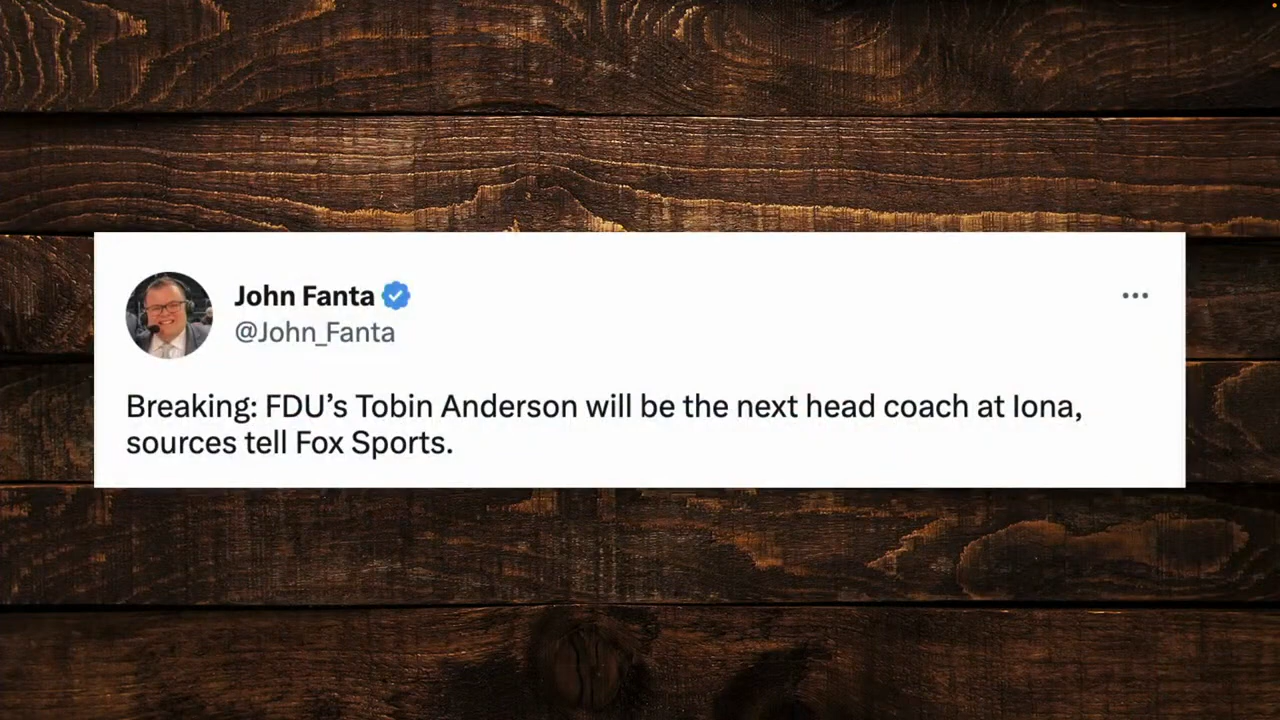 John Fanta
@John_Fanta
Breaking: FDU’s Tobin Anderson will be the next head coach at Iona,
sources tell Fox Sports.